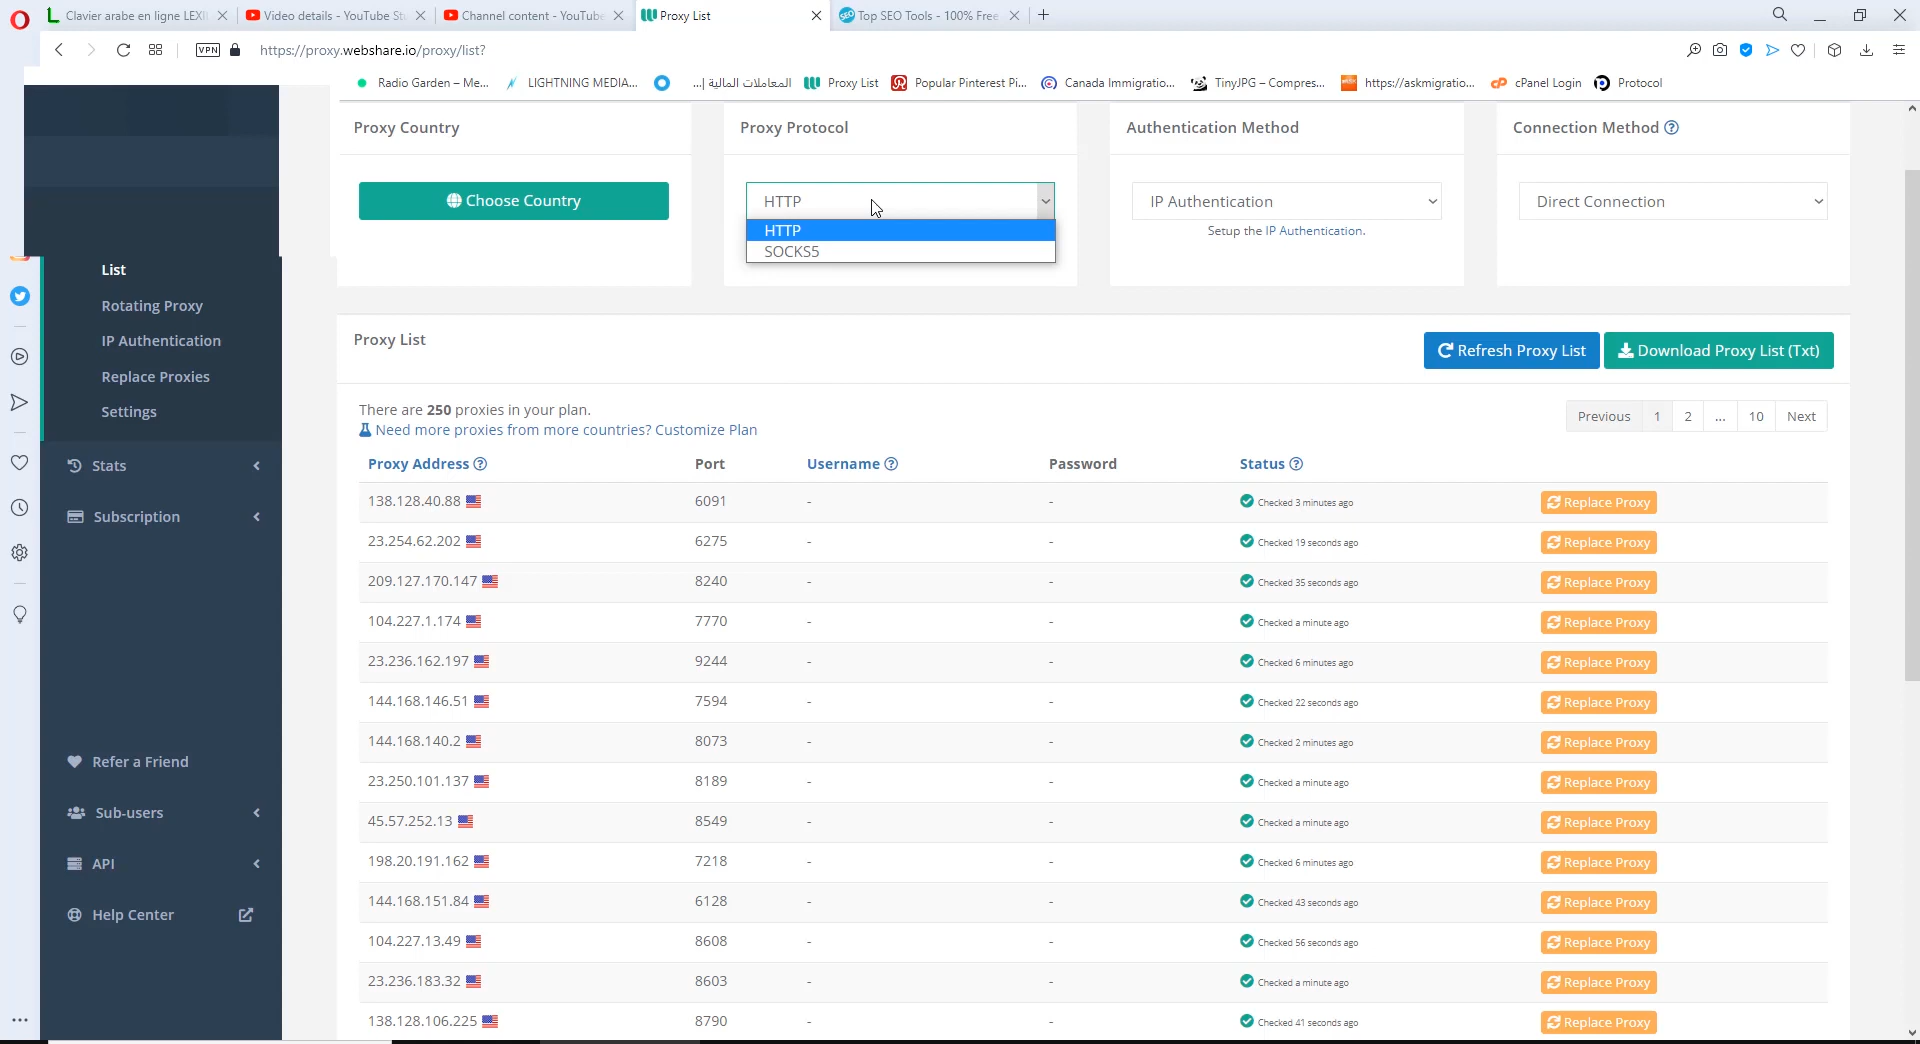 Clavier arabe en ligne LEXI
Video details - YouTube St
Channel content - YouTube
Proxy List
Top SEO Tools - 100% Free
VPN
https://proxy.webshare.io/proxy/list?
Radio Garden – Me...
LIGHTNING MEDIA...
المعاملات المالية |...
Proxy List
Popular Pinterest Pi...
Canada Immigratio...
TinyJPG – Compres...
https://askmigratio...
cPanel Login
Protocol
Proxy Country
Proxy Protocol
Authentication Method
Connection Method
Choose Country
HTTP
IP Authentication
Direct Connection
HTTP
SOCKS5
Setup the IP Authentication.
List
Rotating Proxy
IP Authentication
Replace Proxies
Settings
Stats
Subscription
Refer a Friend
Sub-users
API
Help Center
Proxy List
Refresh Proxy List
Download Proxy List (Txt)
There are 250 proxies in your plan.
Need more proxies from more countries? Customize Plan
Previous 1 2 ... 10 Next
Proxy Address Port Username Password Status
138.128.40.88 6091 - - Checked 3 minutes ago Replace Proxy
23.254.62.202 6275 - - Checked 19 seconds ago Replace Proxy
209.127.170.147 8240 - - Checked 35 seconds ago Replace Proxy
104.227.1.174 7770 - - Checked a minute ago Replace Proxy
23.236.162.197 9244 - - Checked 6 minutes ago Replace Proxy
144.168.146.51 7594 - - Checked 22 seconds ago Replace Proxy
144.168.140.2 8073 - - Checked 2 minutes ago Replace Proxy
23.250.101.137 8189 - - Checked a minute ago Replace Proxy
45.57.252.13 8549 - - Checked a minute ago Replace Proxy
198.20.191.162 7218 - - Checked 6 minutes ago Replace Proxy
144.168.151.84 6128 - - Checked 43 seconds ago Replace Proxy
104.227.13.49 8608 - - Checked 56 seconds ago Replace Proxy
23.236.183.32 8603 - - Checked a minute ago Replace Proxy
138.128.106.225 8790 - - Checked 41 seconds ago Replace Proxy